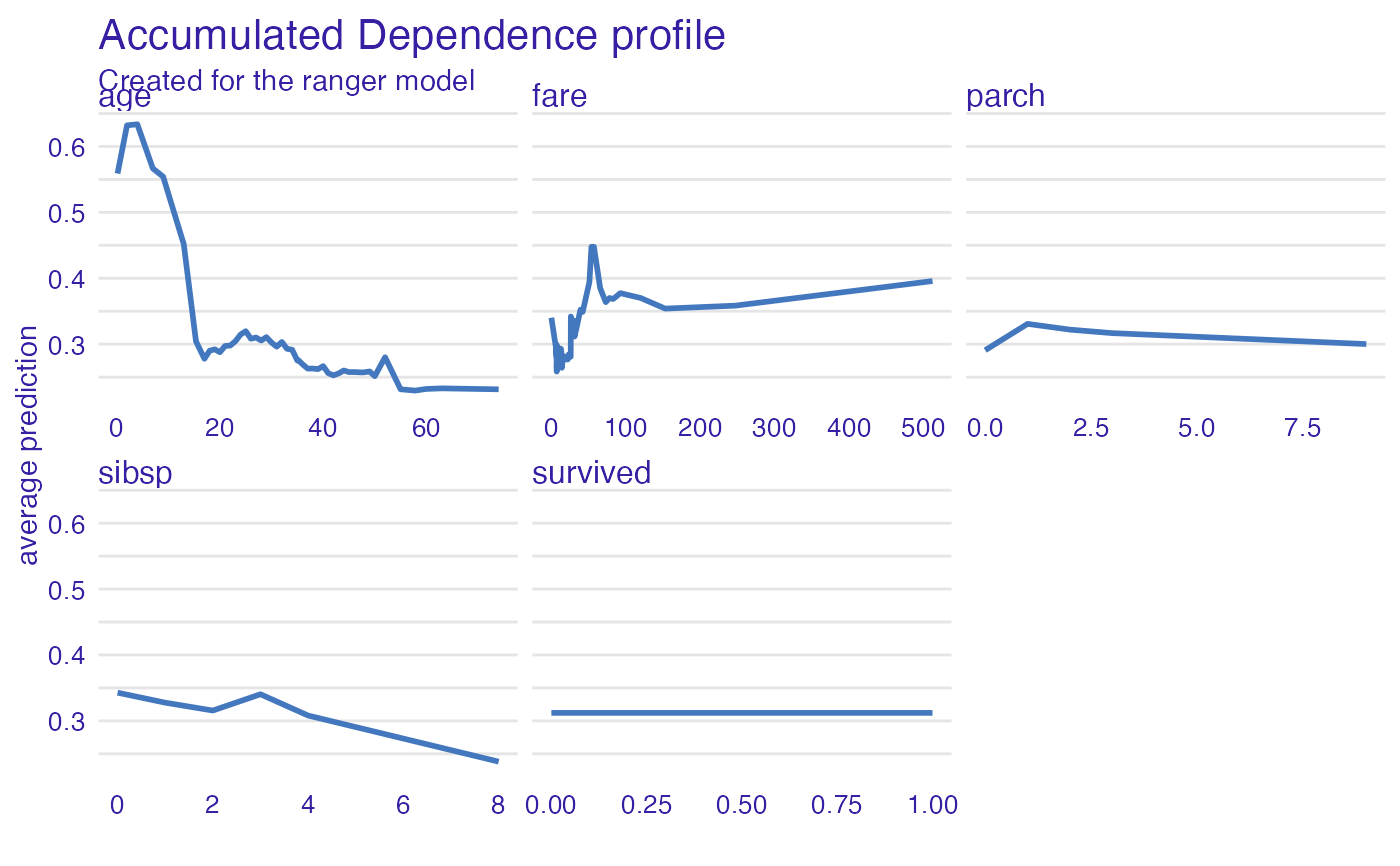 Accumulated Dependence profile
Created for the ranger model
age
fare
parch
0.6
0.5
0.4
0.3
0 20 40 60
0 100 200 300 400 500
0.0 2.5 5.0 7.5
average prediction
sibsp
survived
0.6
0.5
0.4
0.3
0 2 4 6 8
0.00 0.25 0.50 0.75 1.00